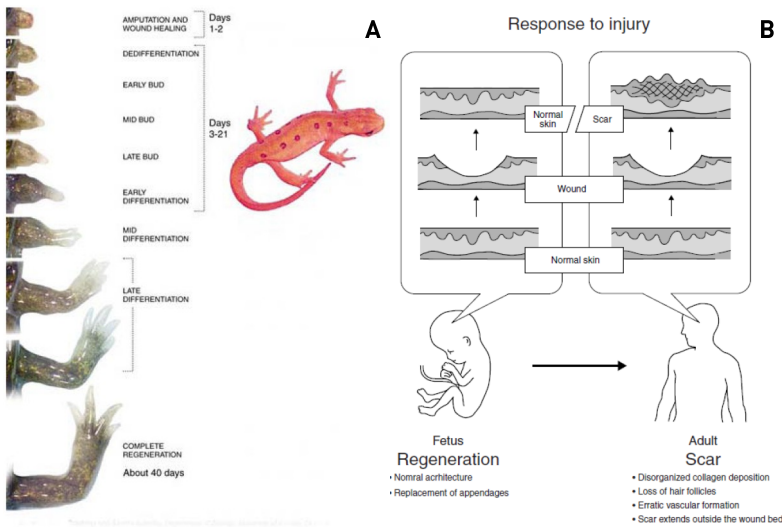 AMPUTATION AND
WOUND HEALING
Days
1-2
DEDIFFERENTIATION
EARLY BUD
MID BUD
Days
3-21
LATE BUD
EARLY
DIFFERENTIATION
MID
DIFFERENTIATION
LATE
DIFFERENTIATION
COMPLETE
REGENERATION
About 40 days
A
Response to injury
B
Normal
skin
Scar
Wound
Normal skin
Fetus
Regeneration
• Nomral acrhitecture
• Replacement of appendages
Adult
Scar
• Disorganized collagen deposition
• Loss of hair follicles
• Erratic vascular formation
• Scar extends outside the wound bed